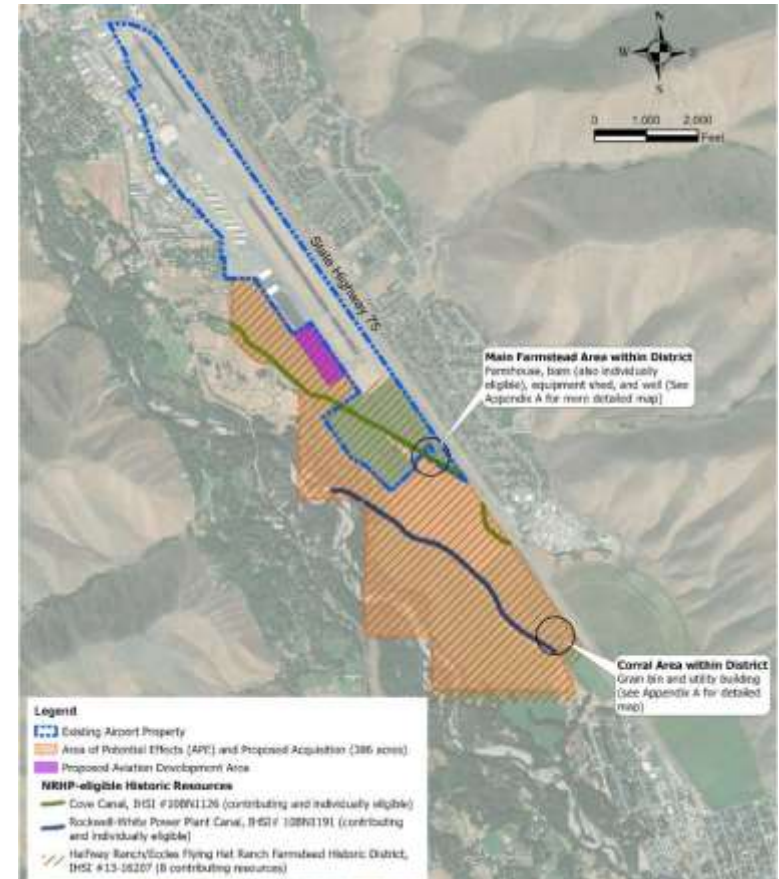 N
W E
S
0 1,000 2,000
Feet
State Highway 75
Main Farmstead Area within District
Farmhouse, barn (also individually
eligible), equipment shed, and well (See
Appendix A for more detailed map)
Corral Area within District
Grain bin and utility building
(see Appendix A for detailed
map)
Legend
Existing Airport Property
Area of Potential Effects (APE) and Proposed Acquisition (386 acres)
Proposed Aviation Development Area
NRHP-eligible Historic Resources
Cove Canal, IHSI #10BN1126 (contributing and individually eligible)
Rockwell-White Power Plant Canal, IHSI# 10BN1191 (contributing
and individually eligible)
Halfway Ranch/Eccles Flying Hat Ranch Farmstead Historic District,
IHSI #13-16207 (8 contributing resources)